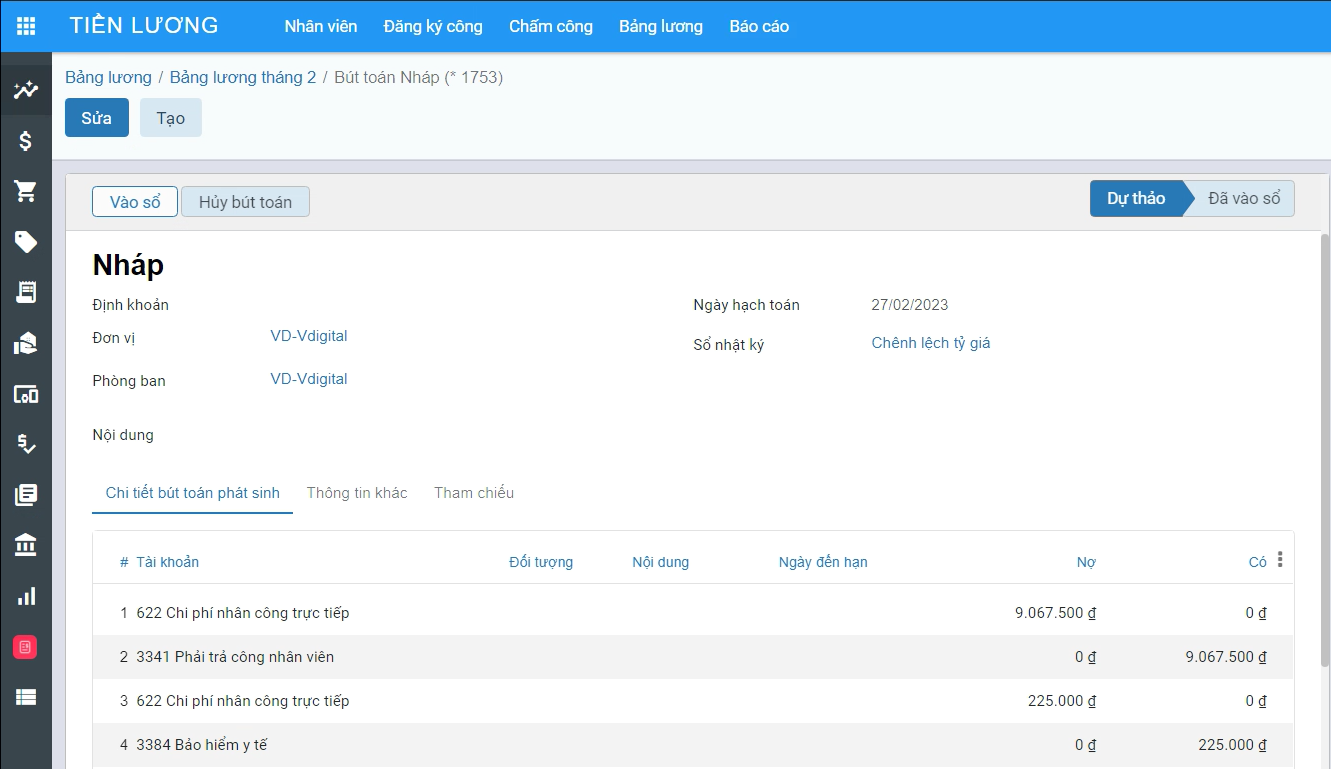 TIỀN LƯƠNG Nhân viên Đăng ký công Chấm công Bảng lương Báo cáo
Bảng lương / Bảng lương tháng 2 / Bút toán Nháp (* 1753)
Sửa Tạo
Vào sổ Hủy bút toán Dự thảo Đã vào sổ
Nháp
Định khoản Ngày hạch toán 27/02/2023
Đơn vị VD-Vdigital Sổ nhật ký Chênh lệch tỷ giá
Phòng ban VD-Vdigital
Nội dung
Chi tiết bút toán phát sinh Thông tin khác Tham chiếu
# Tài khoản Đối tượng Nội dung Ngày đến hạn Nợ Có
1 622 Chi phí nhân công trực tiếp 9.067.500 ₫ 0 ₫
2 3341 Phải trả công nhân viên 0 ₫ 9.067.500 ₫
3 622 Chi phí nhân công trực tiếp 225.000 ₫ 0 ₫
4 3384 Bảo hiểm y tế 0 ₫ 225.000 ₫